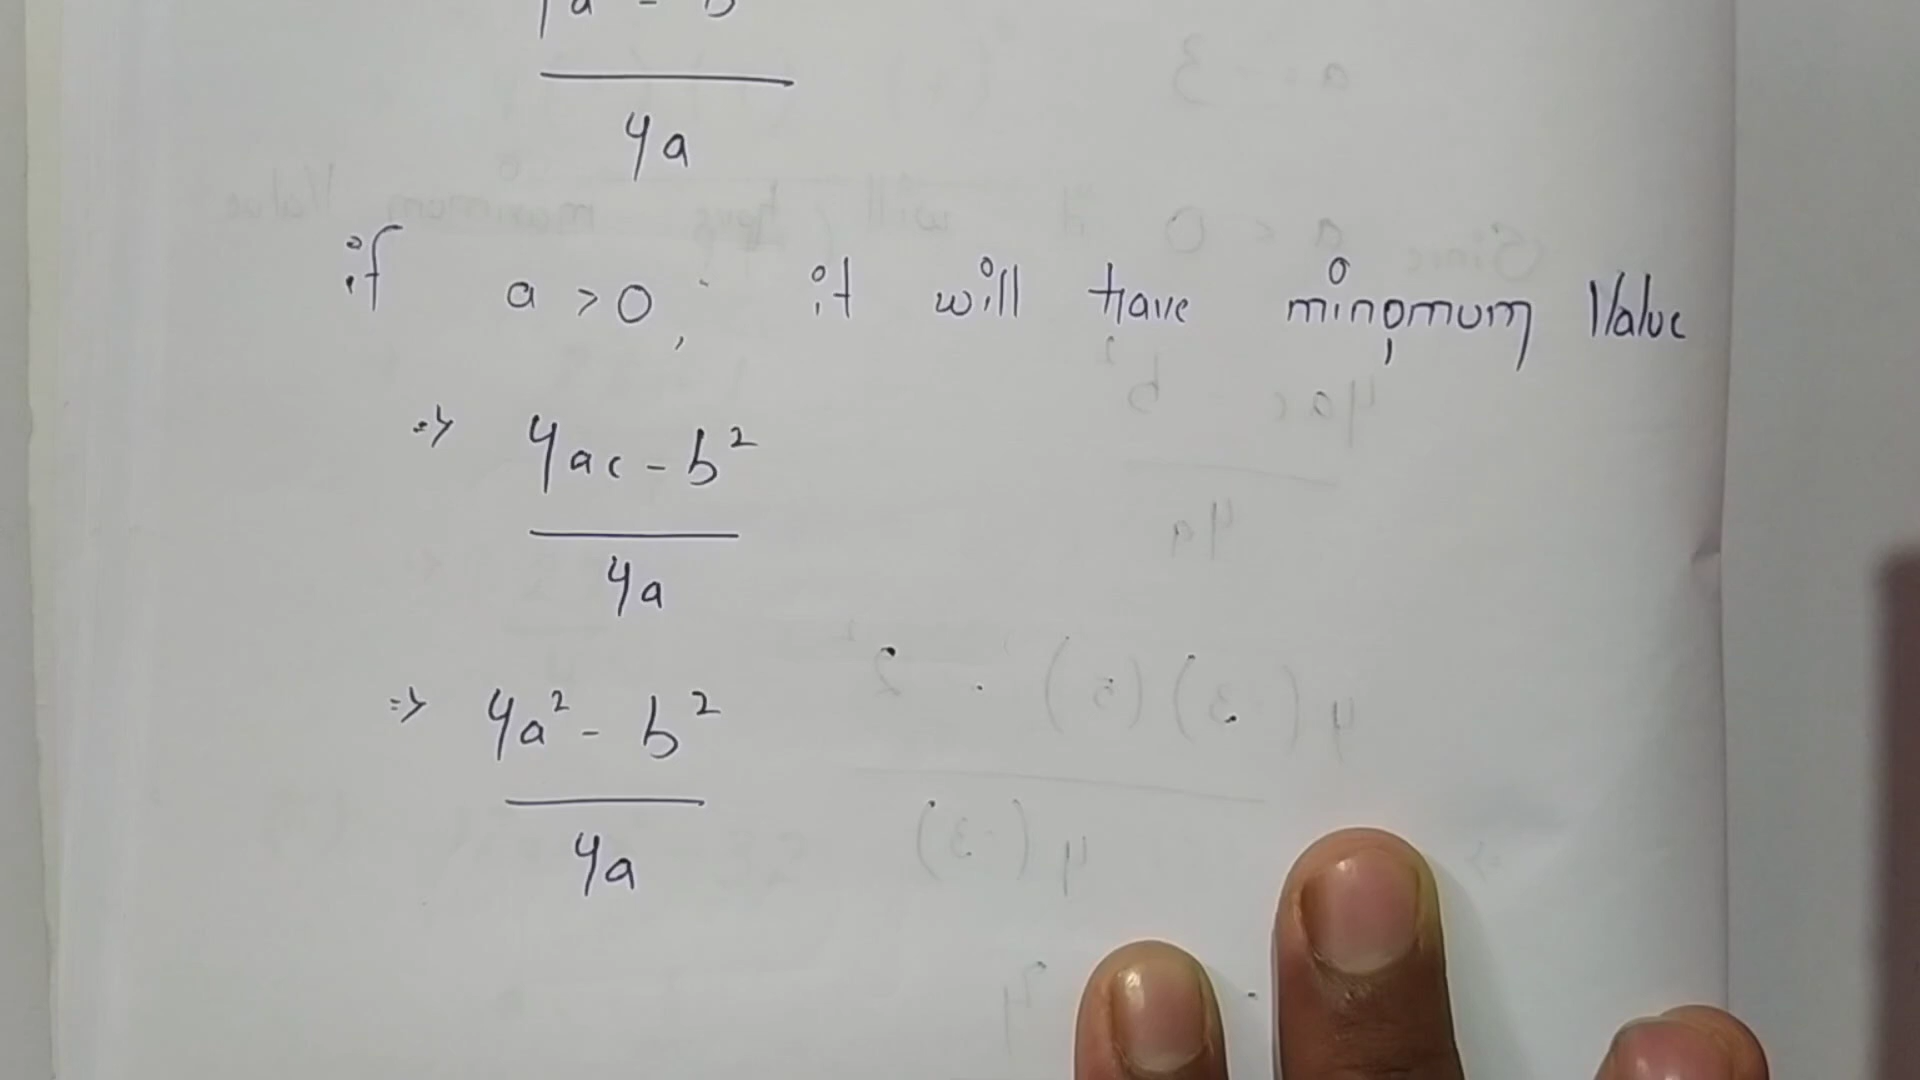 4a
if a > 0, it will have minimum Value
=> 4ac - b²
4a
=> 4a² - b²
4a